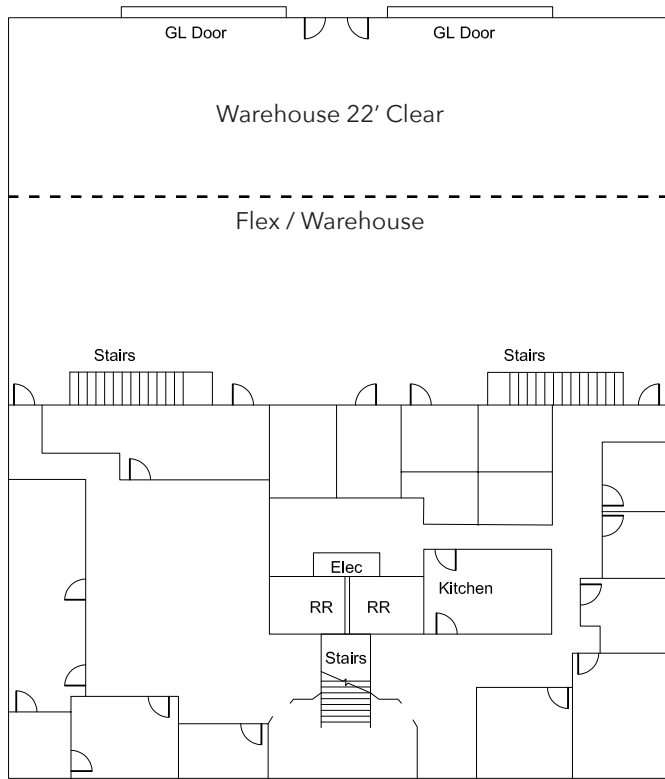 GL Door
GL Door
Warehouse 22’ Clear
Flex / Warehouse
Stairs
Stairs
Elec
RR
RR
Kitchen
Stairs